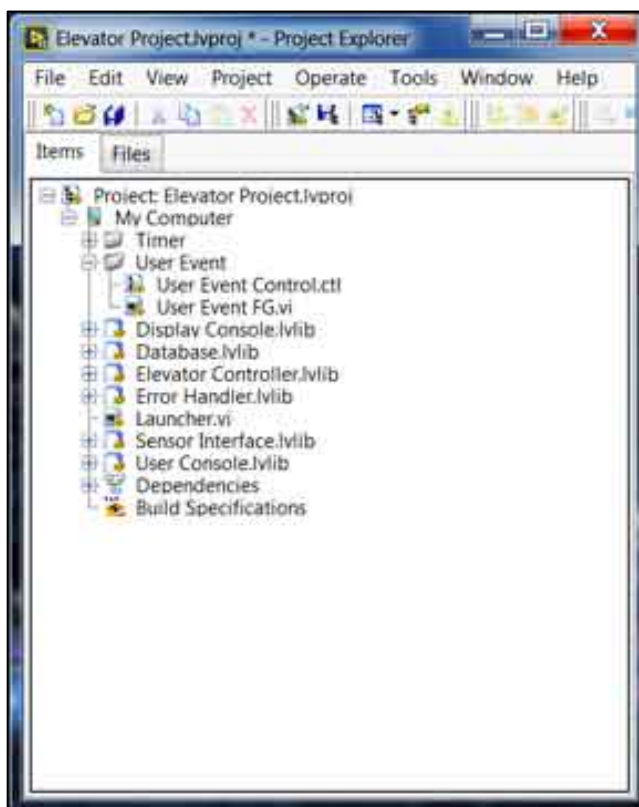 Elevator Project.lvproj * - Project Explorer
File Edit View Project Operate Tools Window Help
Items Files
Project: Elevator Project.lvproj
My Computer
Timer
User Event
User Event Control.ctl
User Event FG.vi
Display Console.lvlib
Database.lvlib
Elevator Controller.lvlib
Error Handler.lvlib
Launcher.vi
Sensor Interface.lvlib
User Console.lvlib
Dependencies
Build Specifications